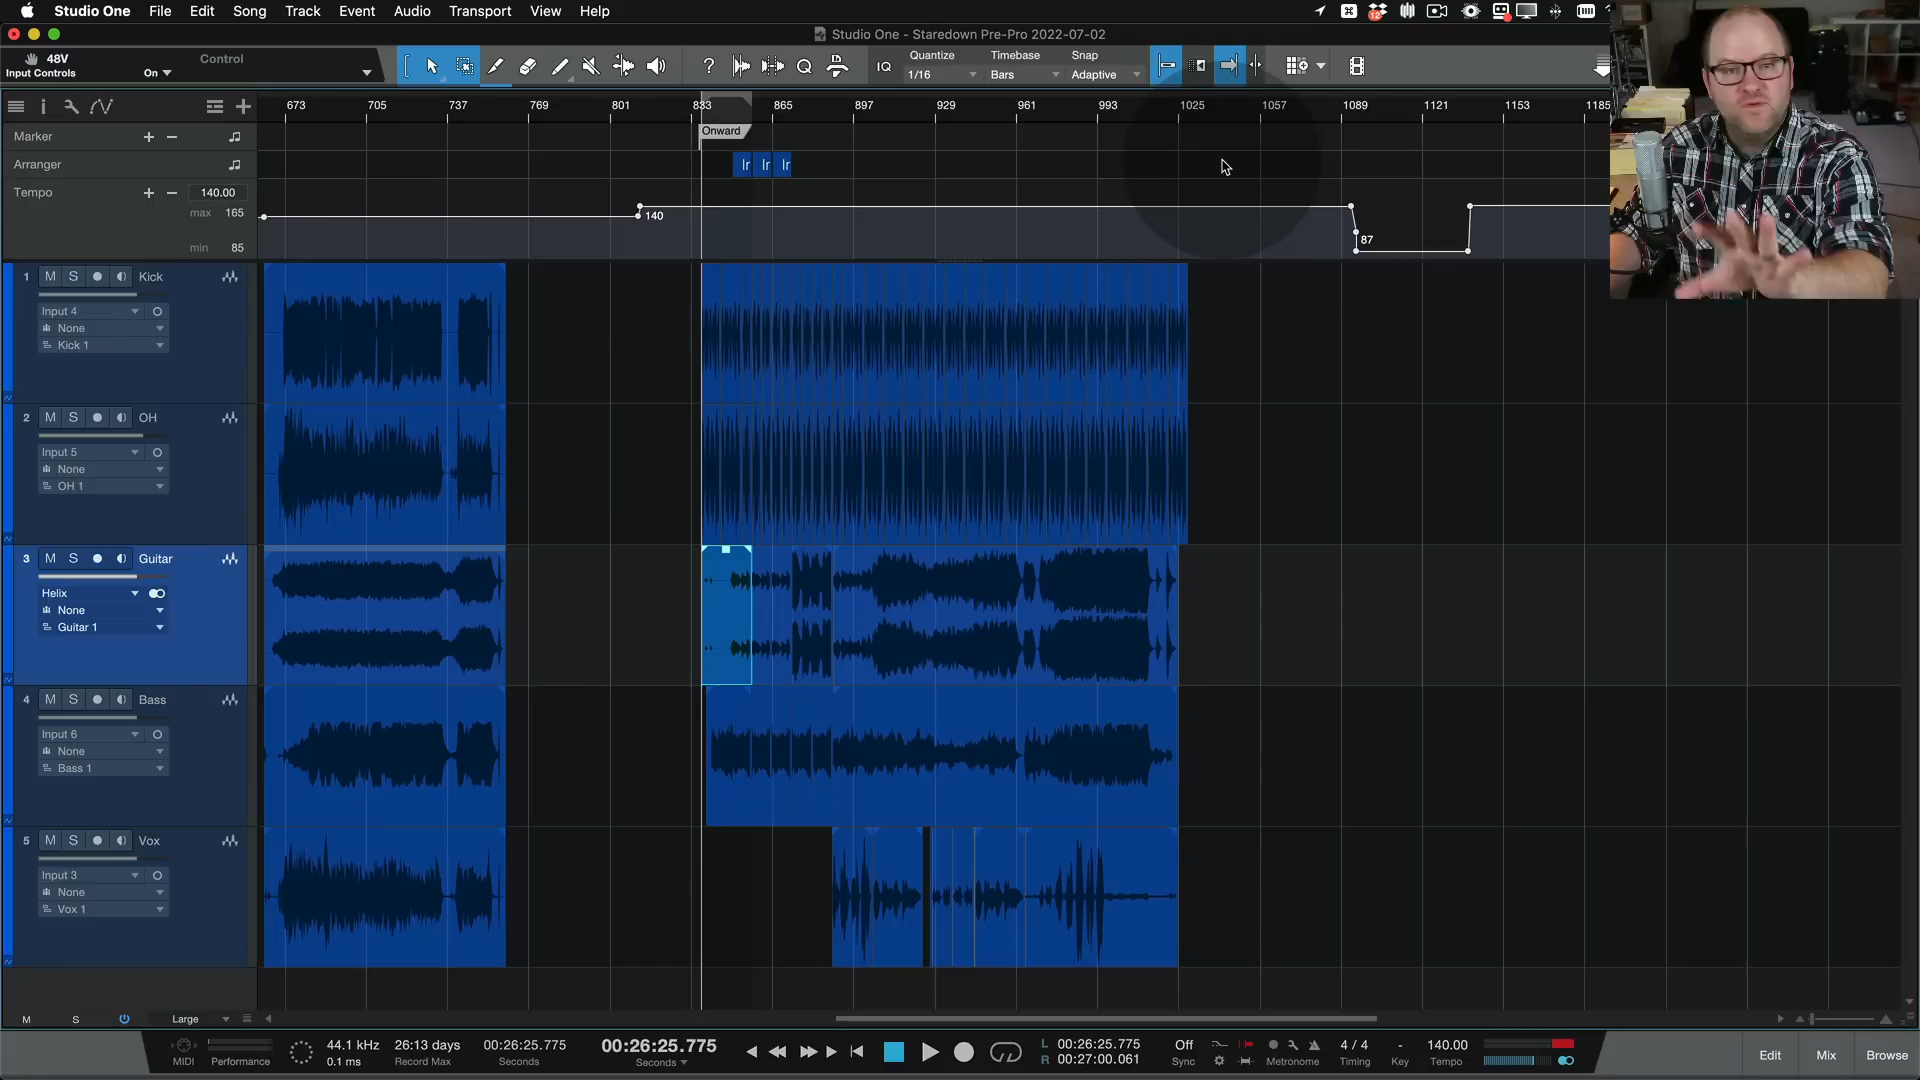 Studio One File Edit Song Track Event Audio Transport View Help
12
Studio One - Staredown Pre-Pro 2022-07-02
48V
Input Controls
On
Control
IQ
Quantize
1/16
Timebase
Bars
Snap
Adaptive
673 705 737 769 801 833 865 897 929 961 993 1025 1057 1089 1121 1153 1185
Marker
Onward
Arranger
Ir Ir Ir
Tempo
140.00
max 165
min 85
140
87
1 M S Kick
Input 4
None
Kick 1
2 M S OH
Input 5
None
OH 1
3 M S Guitar
Helix
None
Guitar 1
4 M S Bass
Input 6
None
Bass 1
5 M S Vox
Input 3
None
Vox 1
M S Large
MIDI
Performance
44.1 kHz
0.1 ms
26:13 days
Record Max
00:26:25.775
Seconds
00:26:25.775
Seconds
L 00:26:25.775
R 00:27:00.061
Off
Sync
Metronome
4 / 4
Timing
-
Key
140.00
Tempo
Edit Mix Browse